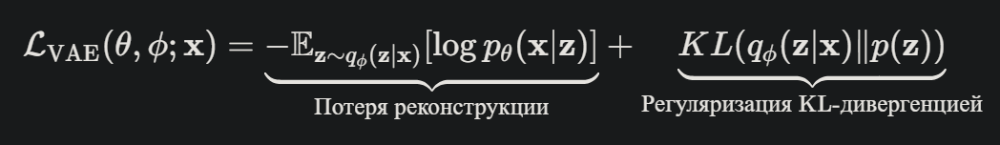 ℒ_VAE(θ, ϕ; x) = −𝔼_{z∼q_ϕ(z|x)}[log p_θ(x|z)] + KL(q_ϕ(z|x)‖p(z))
Потеря реконструкции Регуляризация KL-дивергенцией